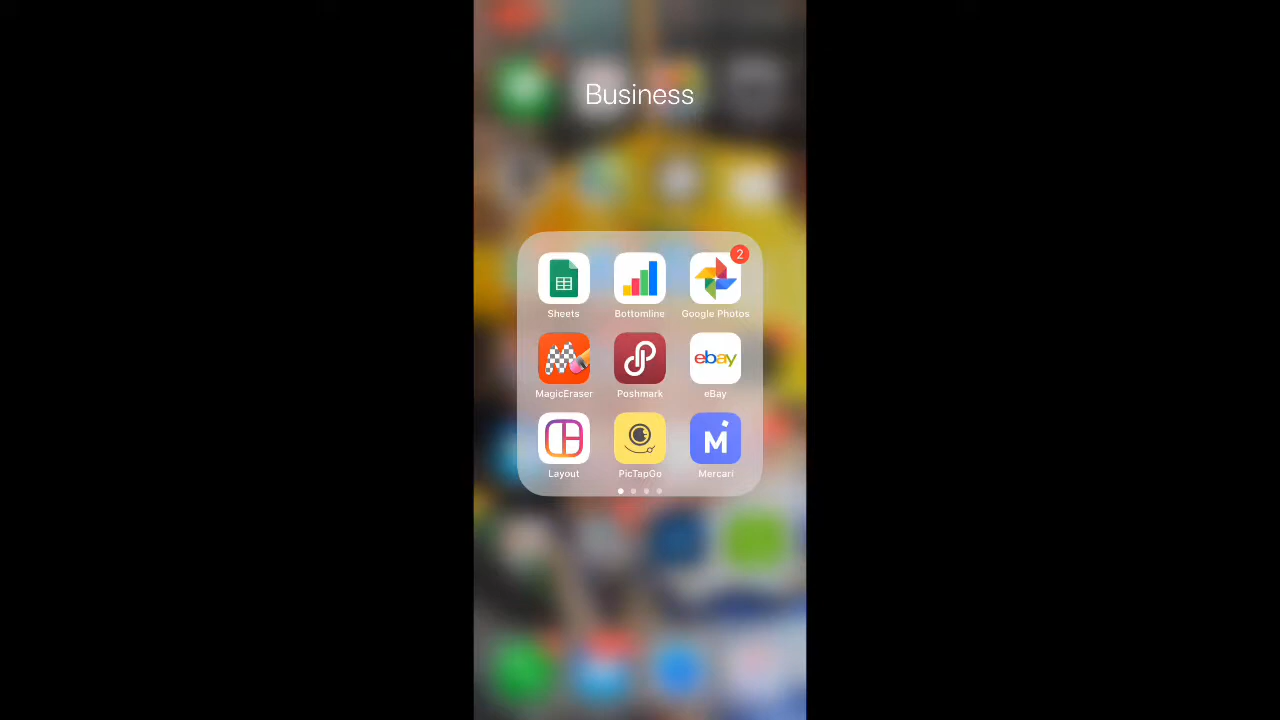 Business
2
Sheets
Bottomline
Google Photos
ebay
MagicEraser
Poshmark
eBay
M
Layout
PicTapGo
Mercari